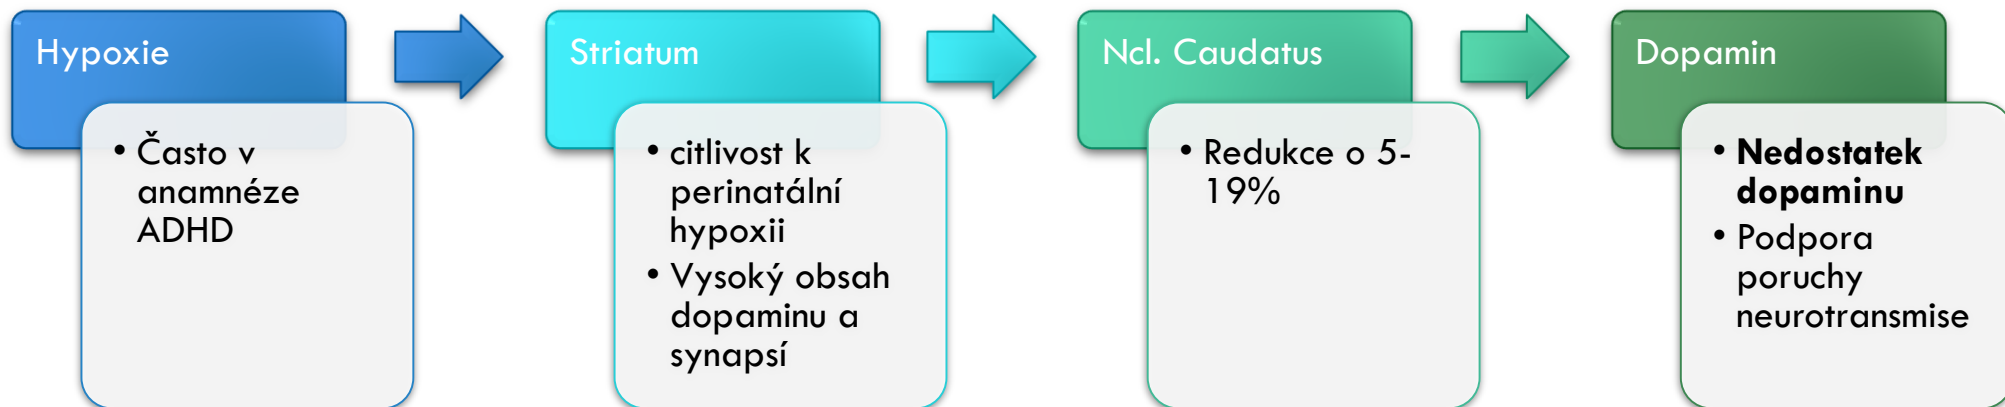 Hypoxie
• Často v
anamnéze
ADHD
Striatum
• citlivost k
perinatální
hypoxii
• Vysoký obsah
dopaminu a
synapsí
Ncl. Caudatus
• Redukce o 5-
19%
Dopamin
• Nedostatek
dopaminu
• Podpora
poruchy
neurotransmise